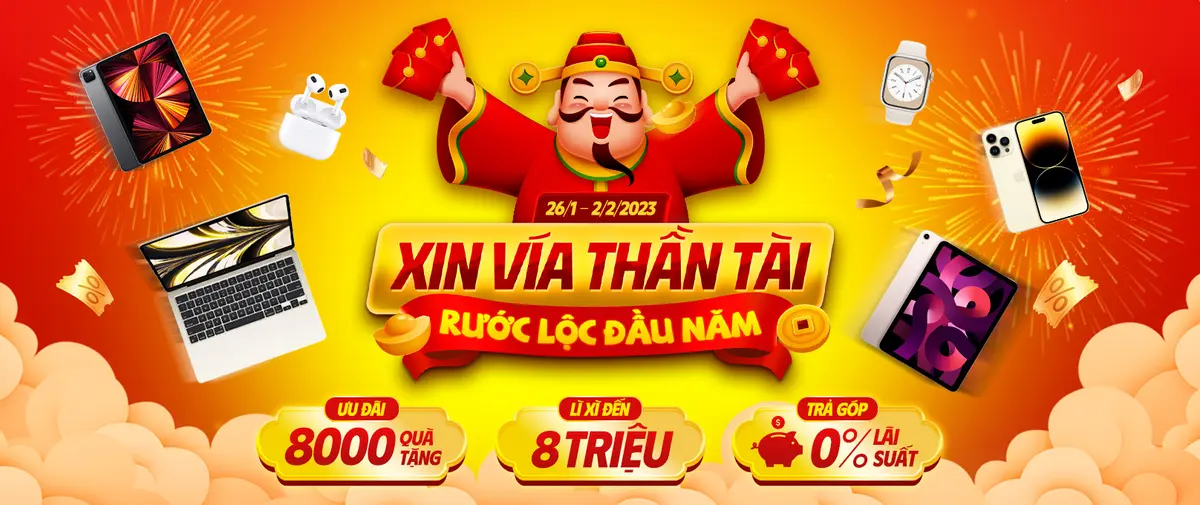 26/1 – 2/2/2023
XIN VÍA THẦN TÀI
RƯỚC LỘC ĐẦU NĂM
ƯU ĐÃI
8000 QUÀ TẶNG
LÌ XÌ ĐẾN
8 TRIỆU
TRẢ GÓP
$
0% LÃI SUẤT
%
%